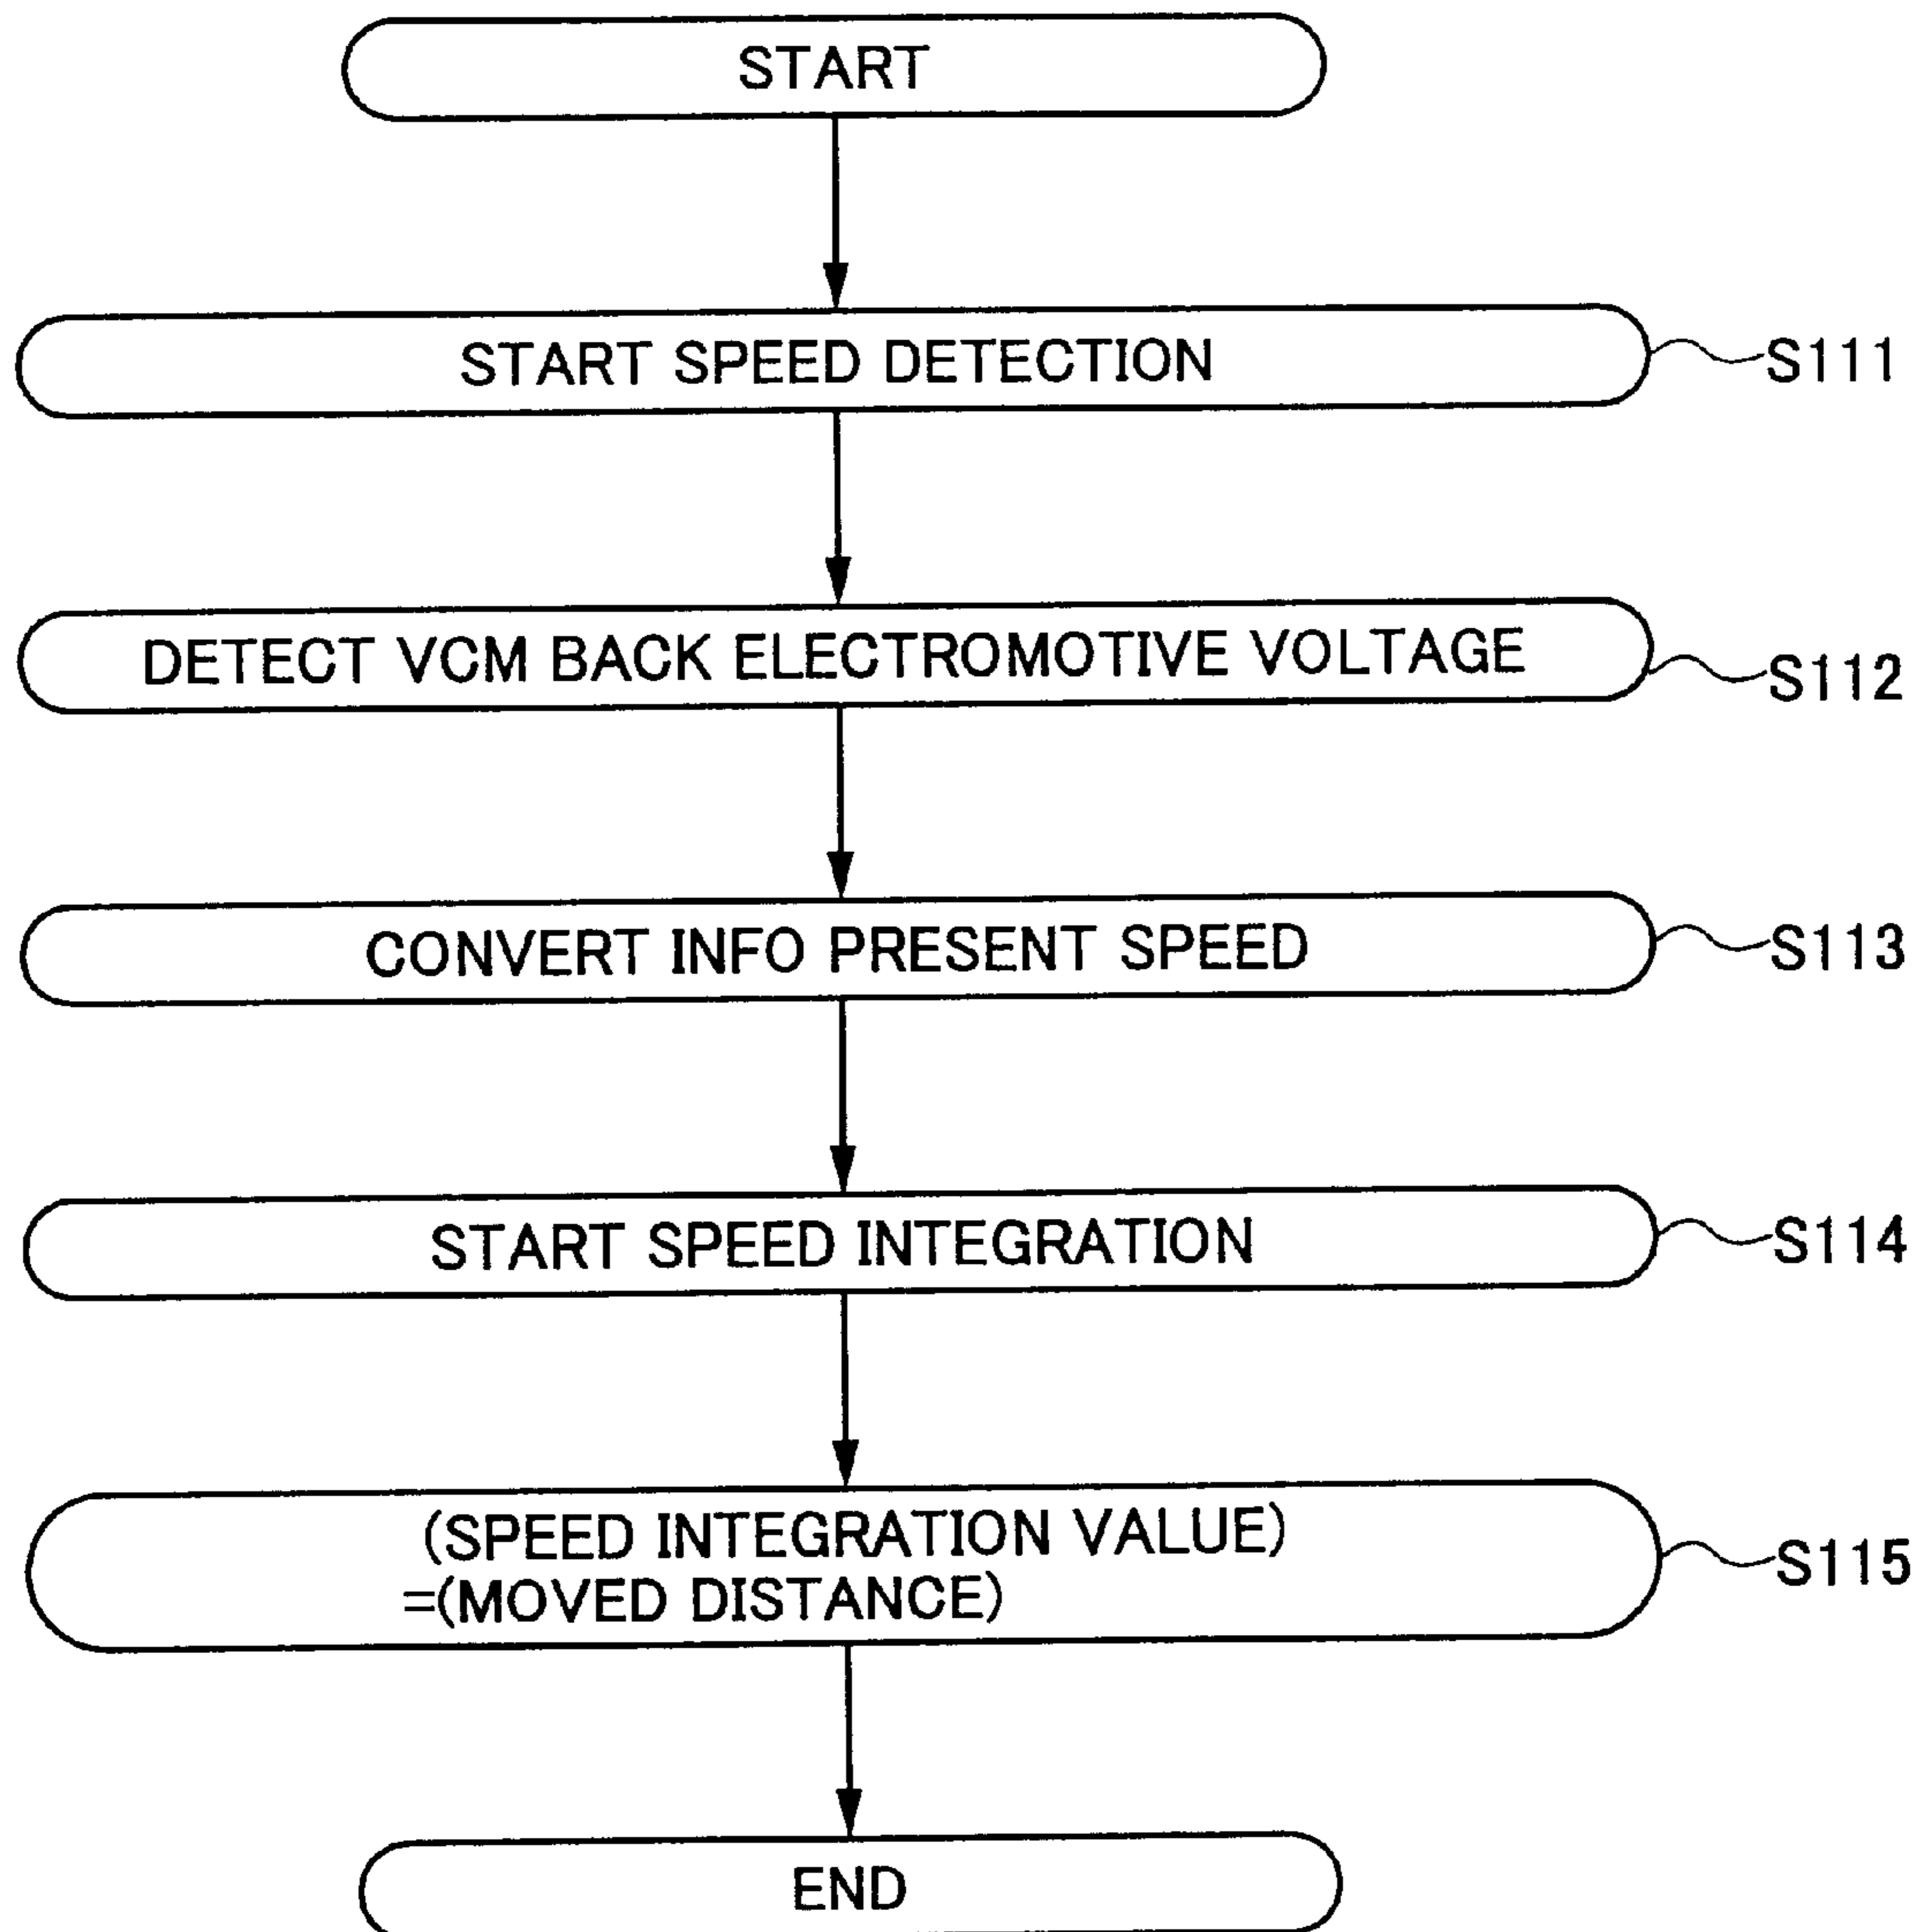 START
START SPEED DETECTION
S111
DETECT VCM BACK ELECTROMOTIVE VOLTAGE
S112
CONVERT INFO PRESENT SPEED
S113
START SPEED INTEGRATION
S114
(SPEED INTEGRATION VALUE)
=(MOVED DISTANCE)
S115
END